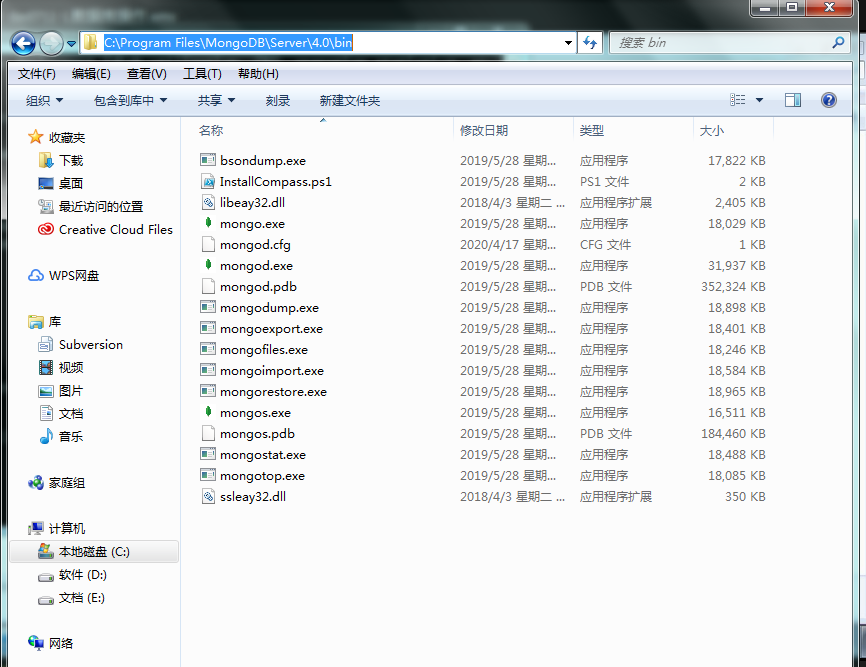 C:\Program Files\MongoDB\Server\4.0\bin
搜索 bin
文件(F) 编辑(E) 查看(V) 工具(T) 帮助(H)
组织 包含到库中 共享 刻录 新建文件夹
名称 修改日期 类型 大小
收藏夹
下载
桌面
最近访问的位置
Creative Cloud Files
WPS网盘
库
Subversion
视频
图片
文档
音乐
家庭组
计算机
本地磁盘 (C:)
软件 (D:)
文档 (E:)
网络
bsondump.exe 2019/5/28 星期... 应用程序 17,822 KB
InstallCompass.ps1 2019/5/28 星期... PS1 文件 2 KB
libeay32.dll 2018/4/3 星期二 ... 应用程序扩展 2,405 KB
mongo.exe 2019/5/28 星期... 应用程序 18,029 KB
mongod.cfg 2020/4/17 星期... CFG 文件 1 KB
mongod.exe 2019/5/28 星期... 应用程序 31,937 KB
mongod.pdb 2019/5/28 星期... PDB 文件 352,324 KB
mongodump.exe 2019/5/28 星期... 应用程序 18,898 KB
mongoexport.exe 2019/5/28 星期... 应用程序 18,401 KB
mongofiles.exe 2019/5/28 星期... 应用程序 18,246 KB
mongoimport.exe 2019/5/28 星期... 应用程序 18,584 KB
mongorestore.exe 2019/5/28 星期... 应用程序 18,965 KB
mongos.exe 2019/5/28 星期... 应用程序 16,511 KB
mongos.pdb 2019/5/28 星期... PDB 文件 184,460 KB
mongostat.exe 2019/5/28 星期... 应用程序 18,488 KB
mongotop.exe 2019/5/28 星期... 应用程序 18,085 KB
ssleay32.dll 2018/4/3 星期二 ... 应用程序扩展 350 KB